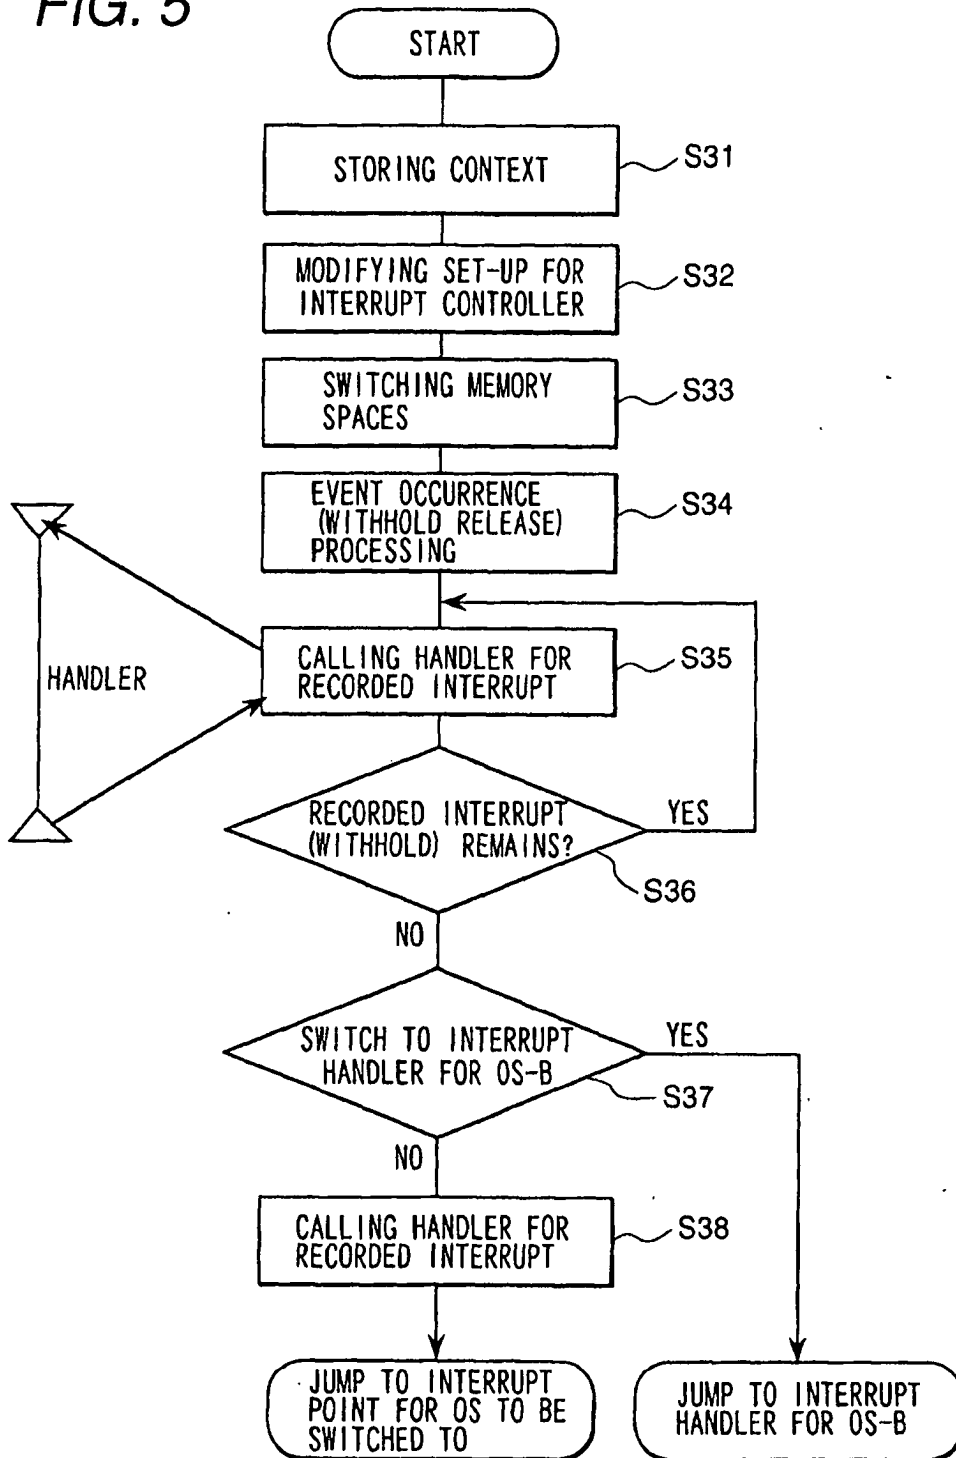 FIG. 5
START
STORING CONTEXT
S31
MODIFYING SET-UP FOR
INTERRUPT CONTROLLER
S32
SWITCHING MEMORY
SPACES
S33
EVENT OCCURRENCE
(WITHHOLD RELEASE)
PROCESSING
S34
HANDLER
CALLING HANDLER FOR
RECORDED INTERRUPT
S35
RECORDED INTERRUPT
(WITHHOLD) REMAINS?
YES
S36
NO
SWITCH TO INTERRUPT
HANDLER FOR OS-B
YES
S37
NO
CALLING HANDLER FOR
RECORDED INTERRUPT
S38
JUMP TO INTERRUPT
POINT FOR OS TO BE
SWITCHED TO
JUMP TO INTERRUPT
HANDLER FOR OS-B